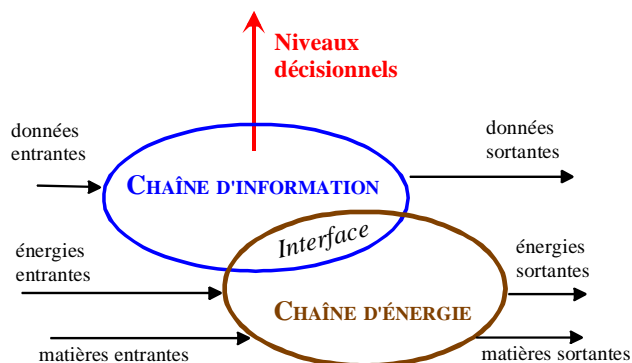 Niveaux
décisionnels
données
entrantes
données
sortantes
CHAÎNE D'INFORMATION
Interface
énergies
entrantes
énergies
sortantes
CHAÎNE D'ÉNERGIE
matières entrantes
matières sortantes